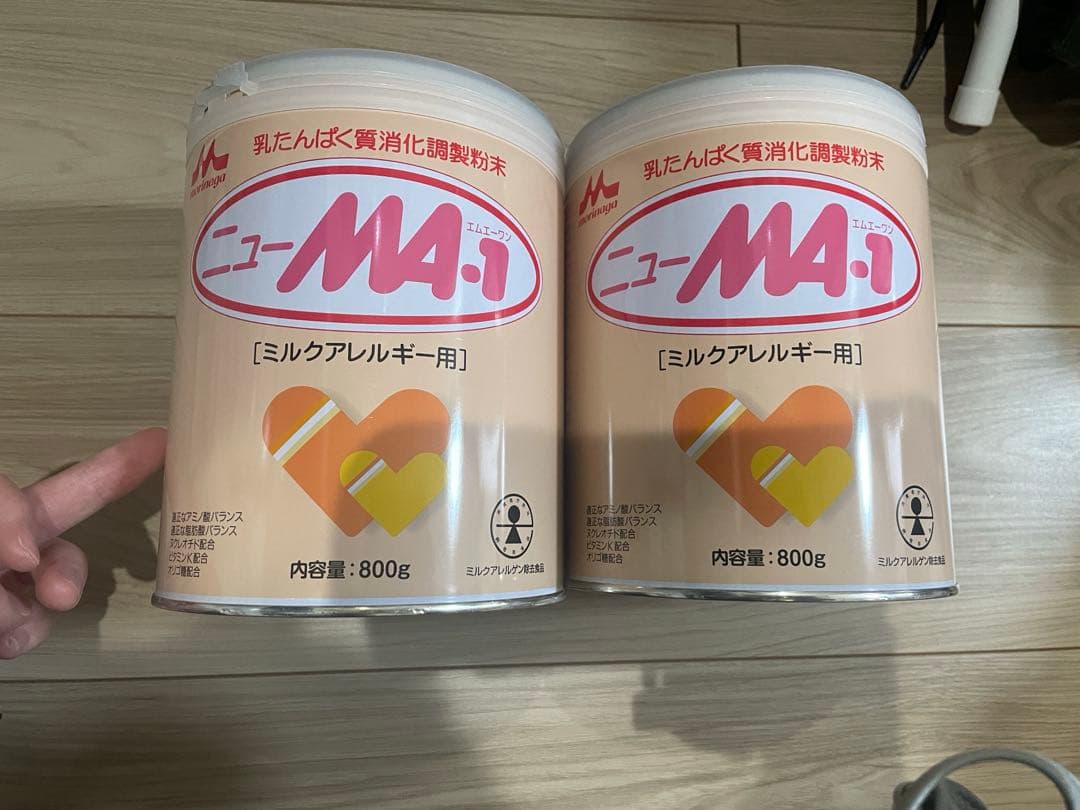 乳たんぱく質消化調製粉末
morinaga
エムエーワン
ニューMA-1
[ミルクアレルギー用]
適正なアミノ酸バランス
適正な脂肪酸バランス
ヌクレオチド配合
ビタミンK配合
オリゴ糖配合
内容量:800g
ミルクアレルゲン除去食品
乳たんぱく質消化調製粉末
morinaga
エムエーワン
ニューMA-1
[ミルクアレルギー用]
適正なアミノ酸バランス
適正な脂肪酸バランス
ヌクレオチド配合
ビタミンK配合
オリゴ糖配合
内容量:800g
ミルクアレルゲン除去食品